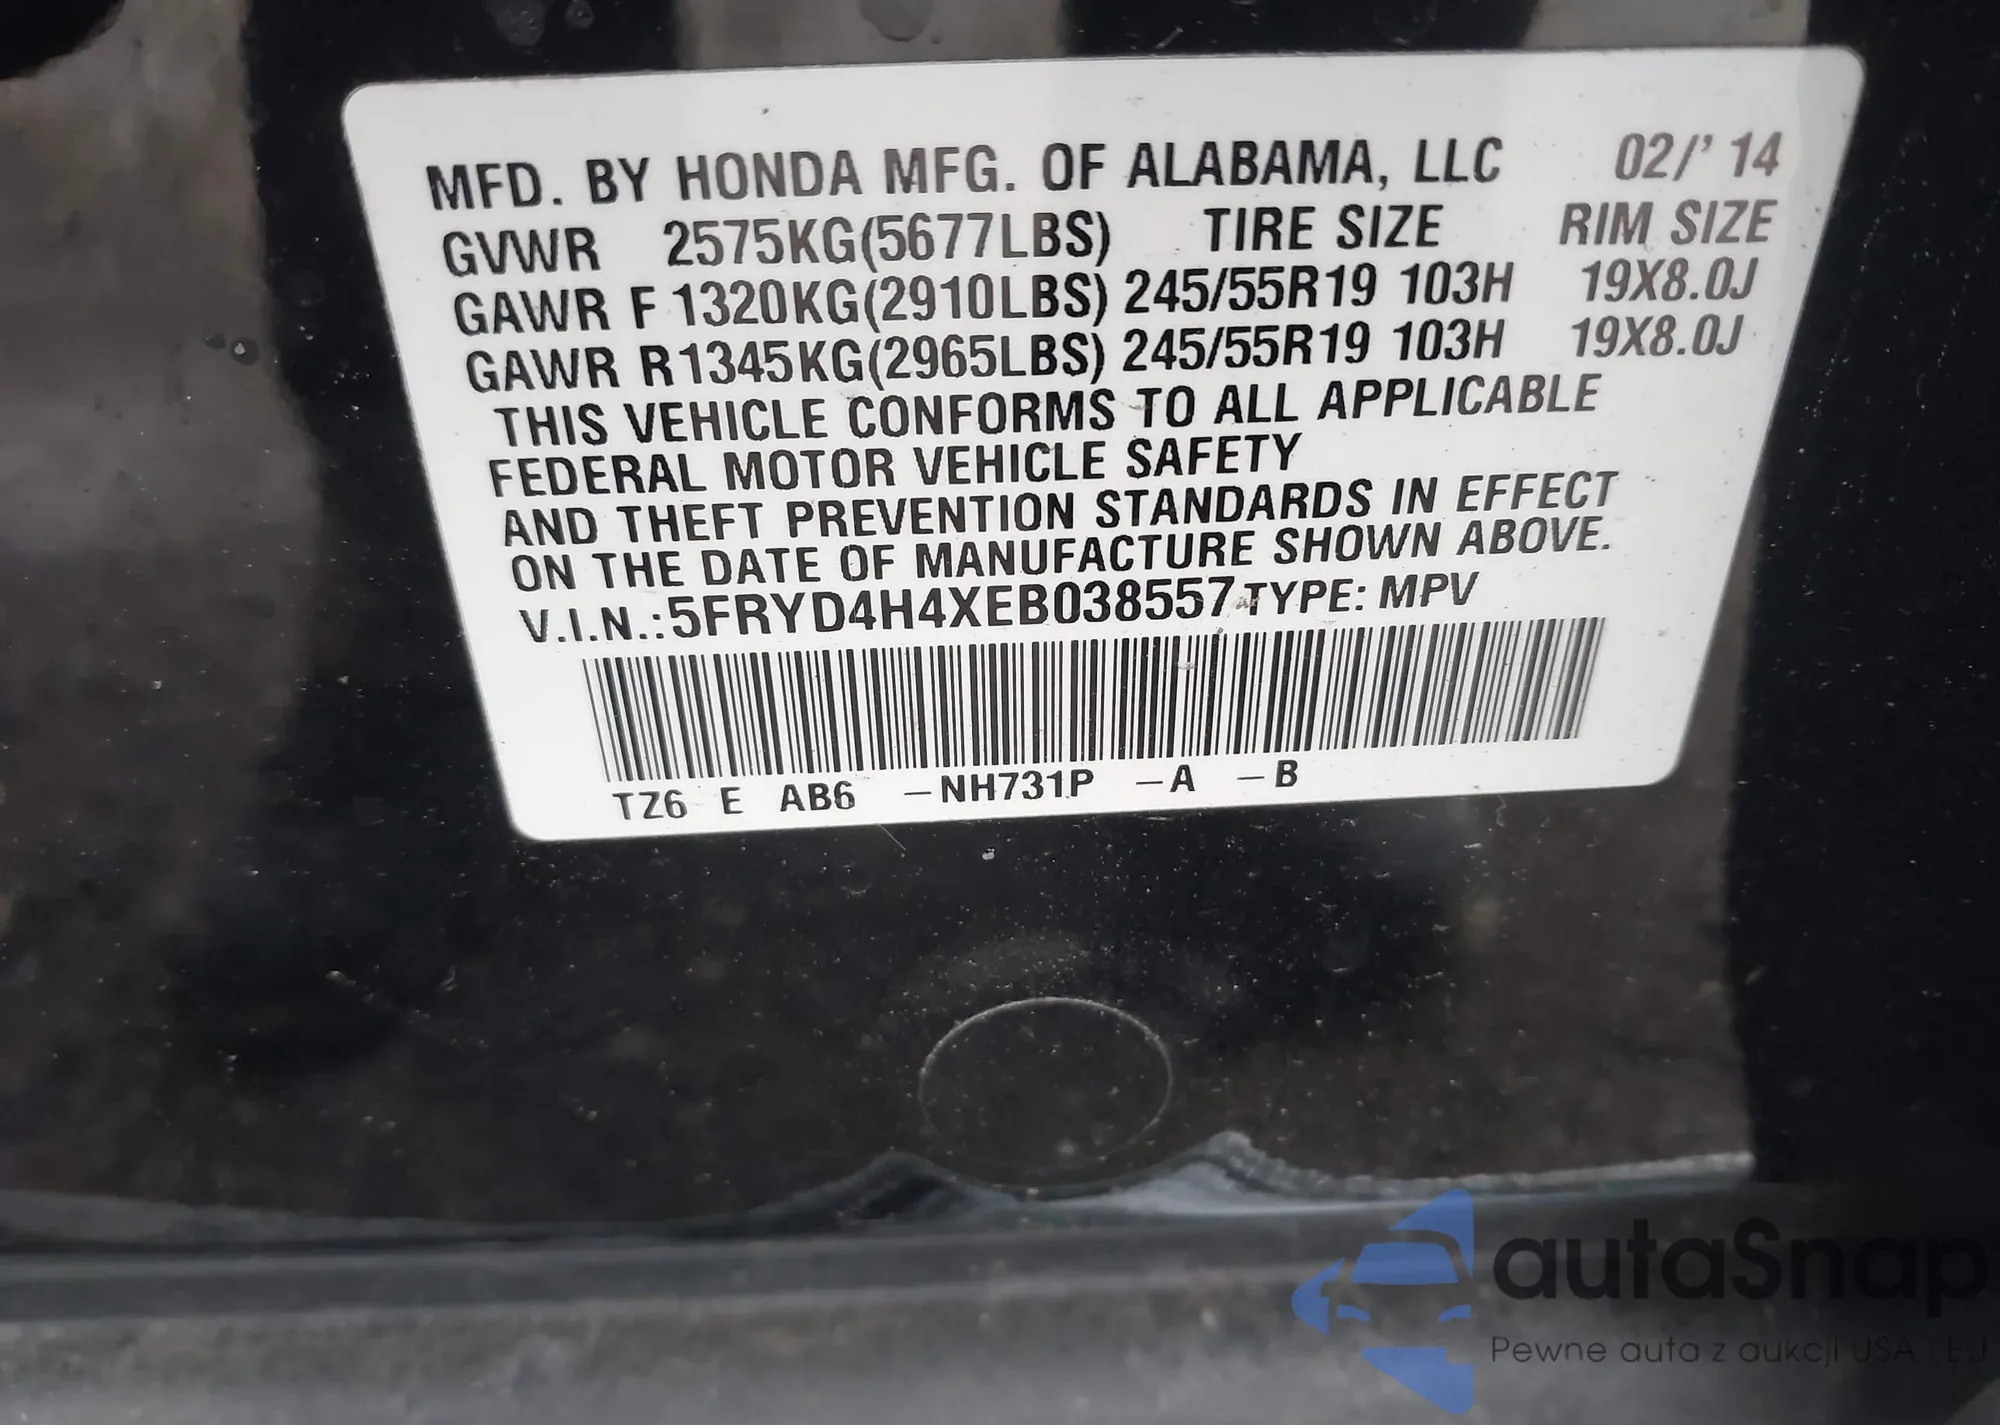 MFD. BY HONDA MFG. OF ALABAMA, LLC 02/' 14
GVWR 2575KG(5677LBS) TIRE SIZE RIM SIZE
GAWR F 1320KG(2910LBS) 245/55R19 103H 19X8.0J
GAWR R1345KG(2965LBS) 245/55R19 103H 19X8.0J
THIS VEHICLE CONFORMS TO ALL APPLICABLE
FEDERAL MOTOR VEHICLE SAFETY
AND THEFT PREVENTION STANDARDS IN EFFECT
ON THE DATE OF MANUFACTURE SHOWN ABOVE.
V.I.N.:5FRYD4H4XEB038557 TYPE: MPV
TZ6 E AB6 -NH731P -A -B
autaSnap
Pewne auta z aukcji USA i EJ